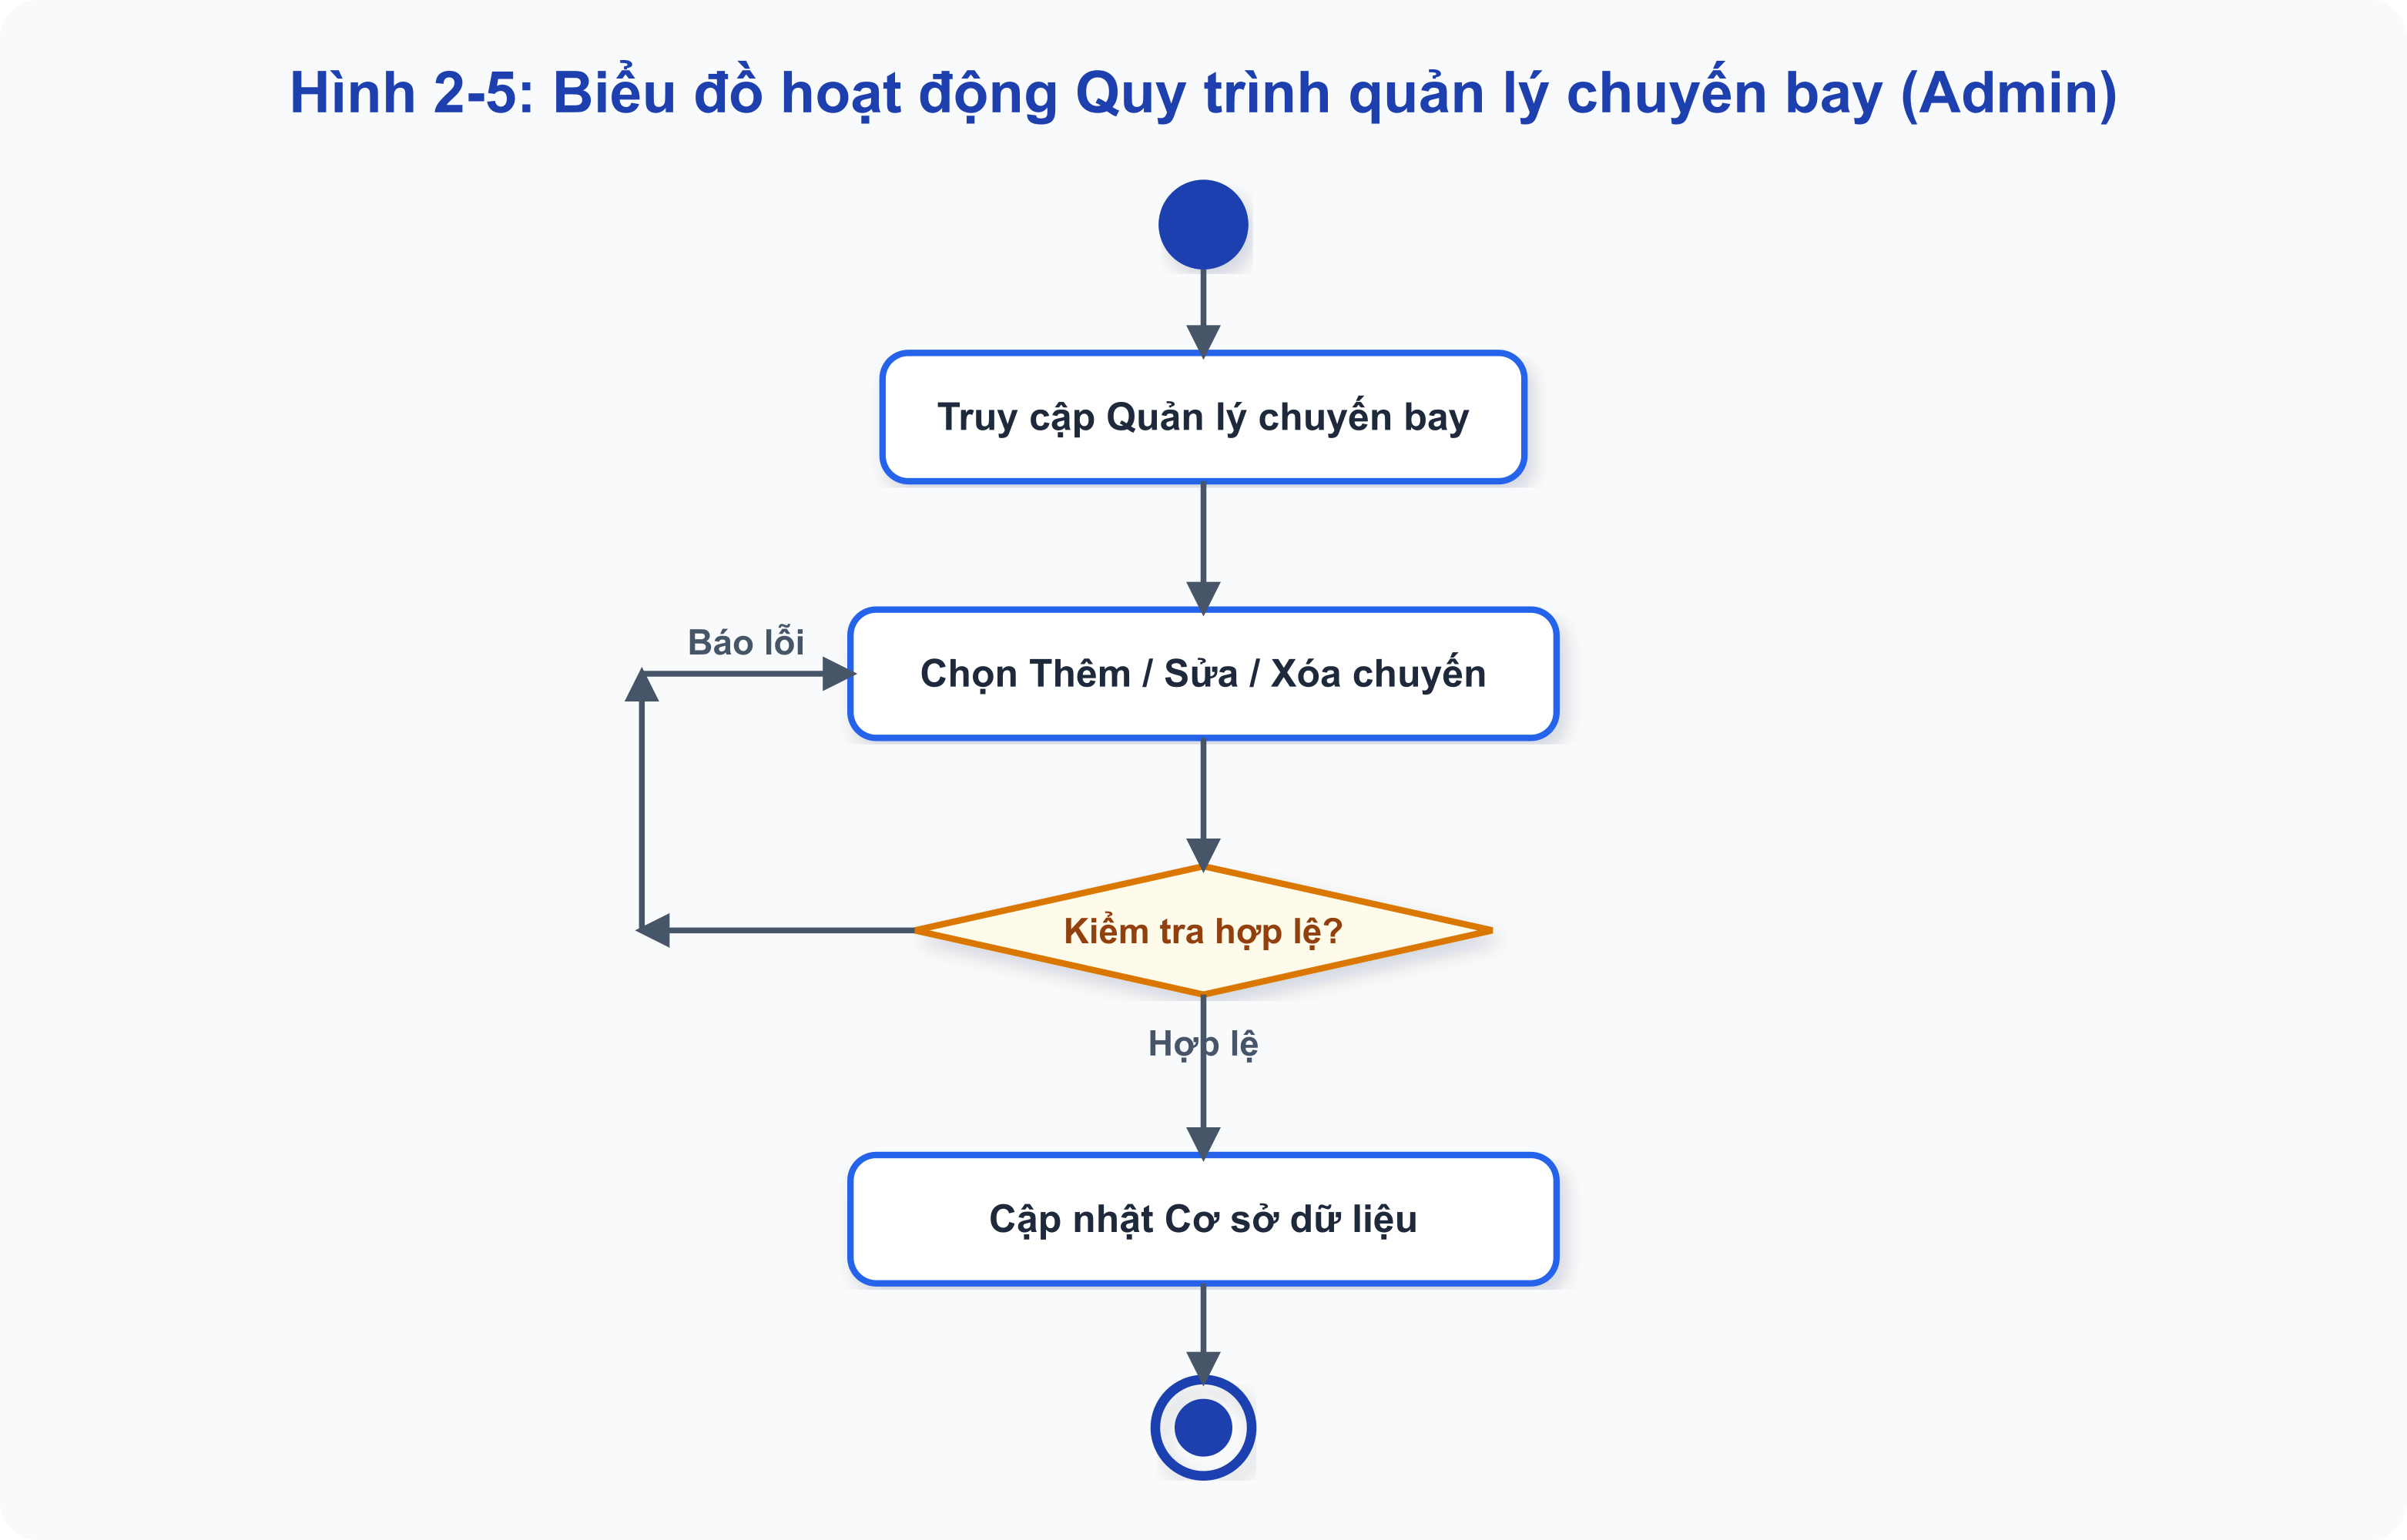 Hình 2-5: Biểu đồ hoạt động Quy trình quản lý chuyến bay (Admin)
Truy cập Quản lý chuyến bay
Báo lỗi
Chọn Thêm / Sửa / Xóa chuyến
Kiểm tra hợp lệ?
Hợp lệ
Cập nhật Cơ sở dữ liệu